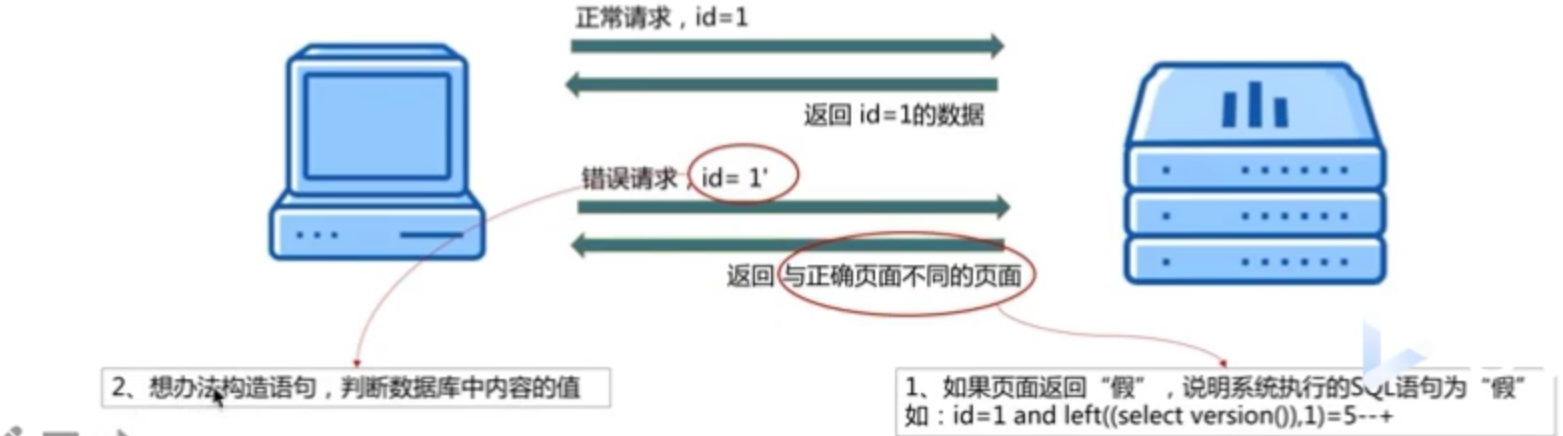 正常请求，id=1
返回 id=1的数据
错误请求，id= 1'
返回 与正确页面不同的页面
2、想办法构造语句，判断数据库中内容的值
1、如果页面返回“假”，说明系统执行的SQL语句为“假”
如：id=1 and left((select version()),1)=5--+